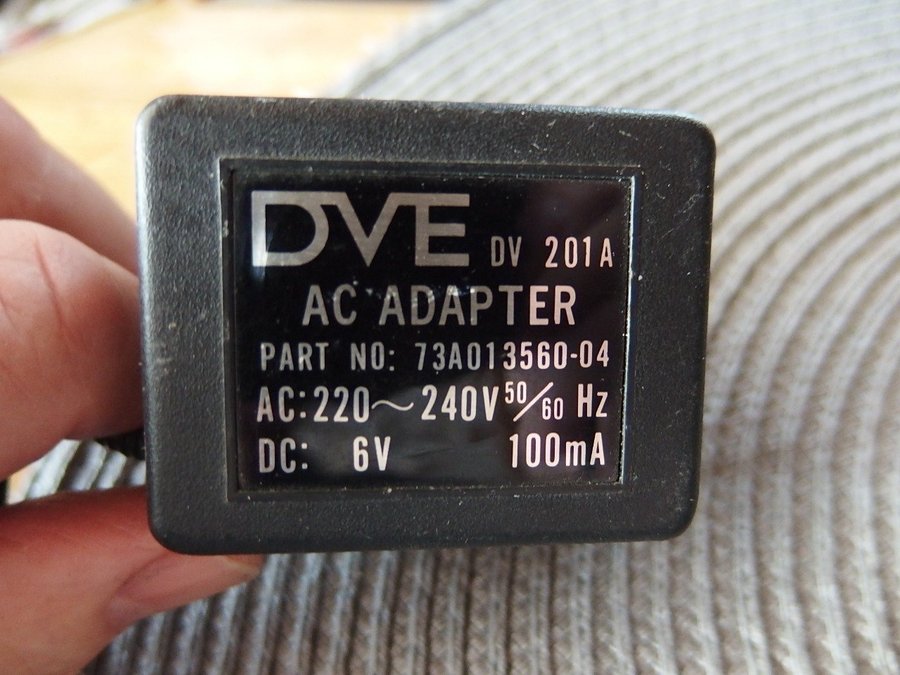 DVE DV 201A
AC ADAPTER
PART NO: 73A013560-04
AC:220～240V 50/60 Hz
DC: 6V 100mA